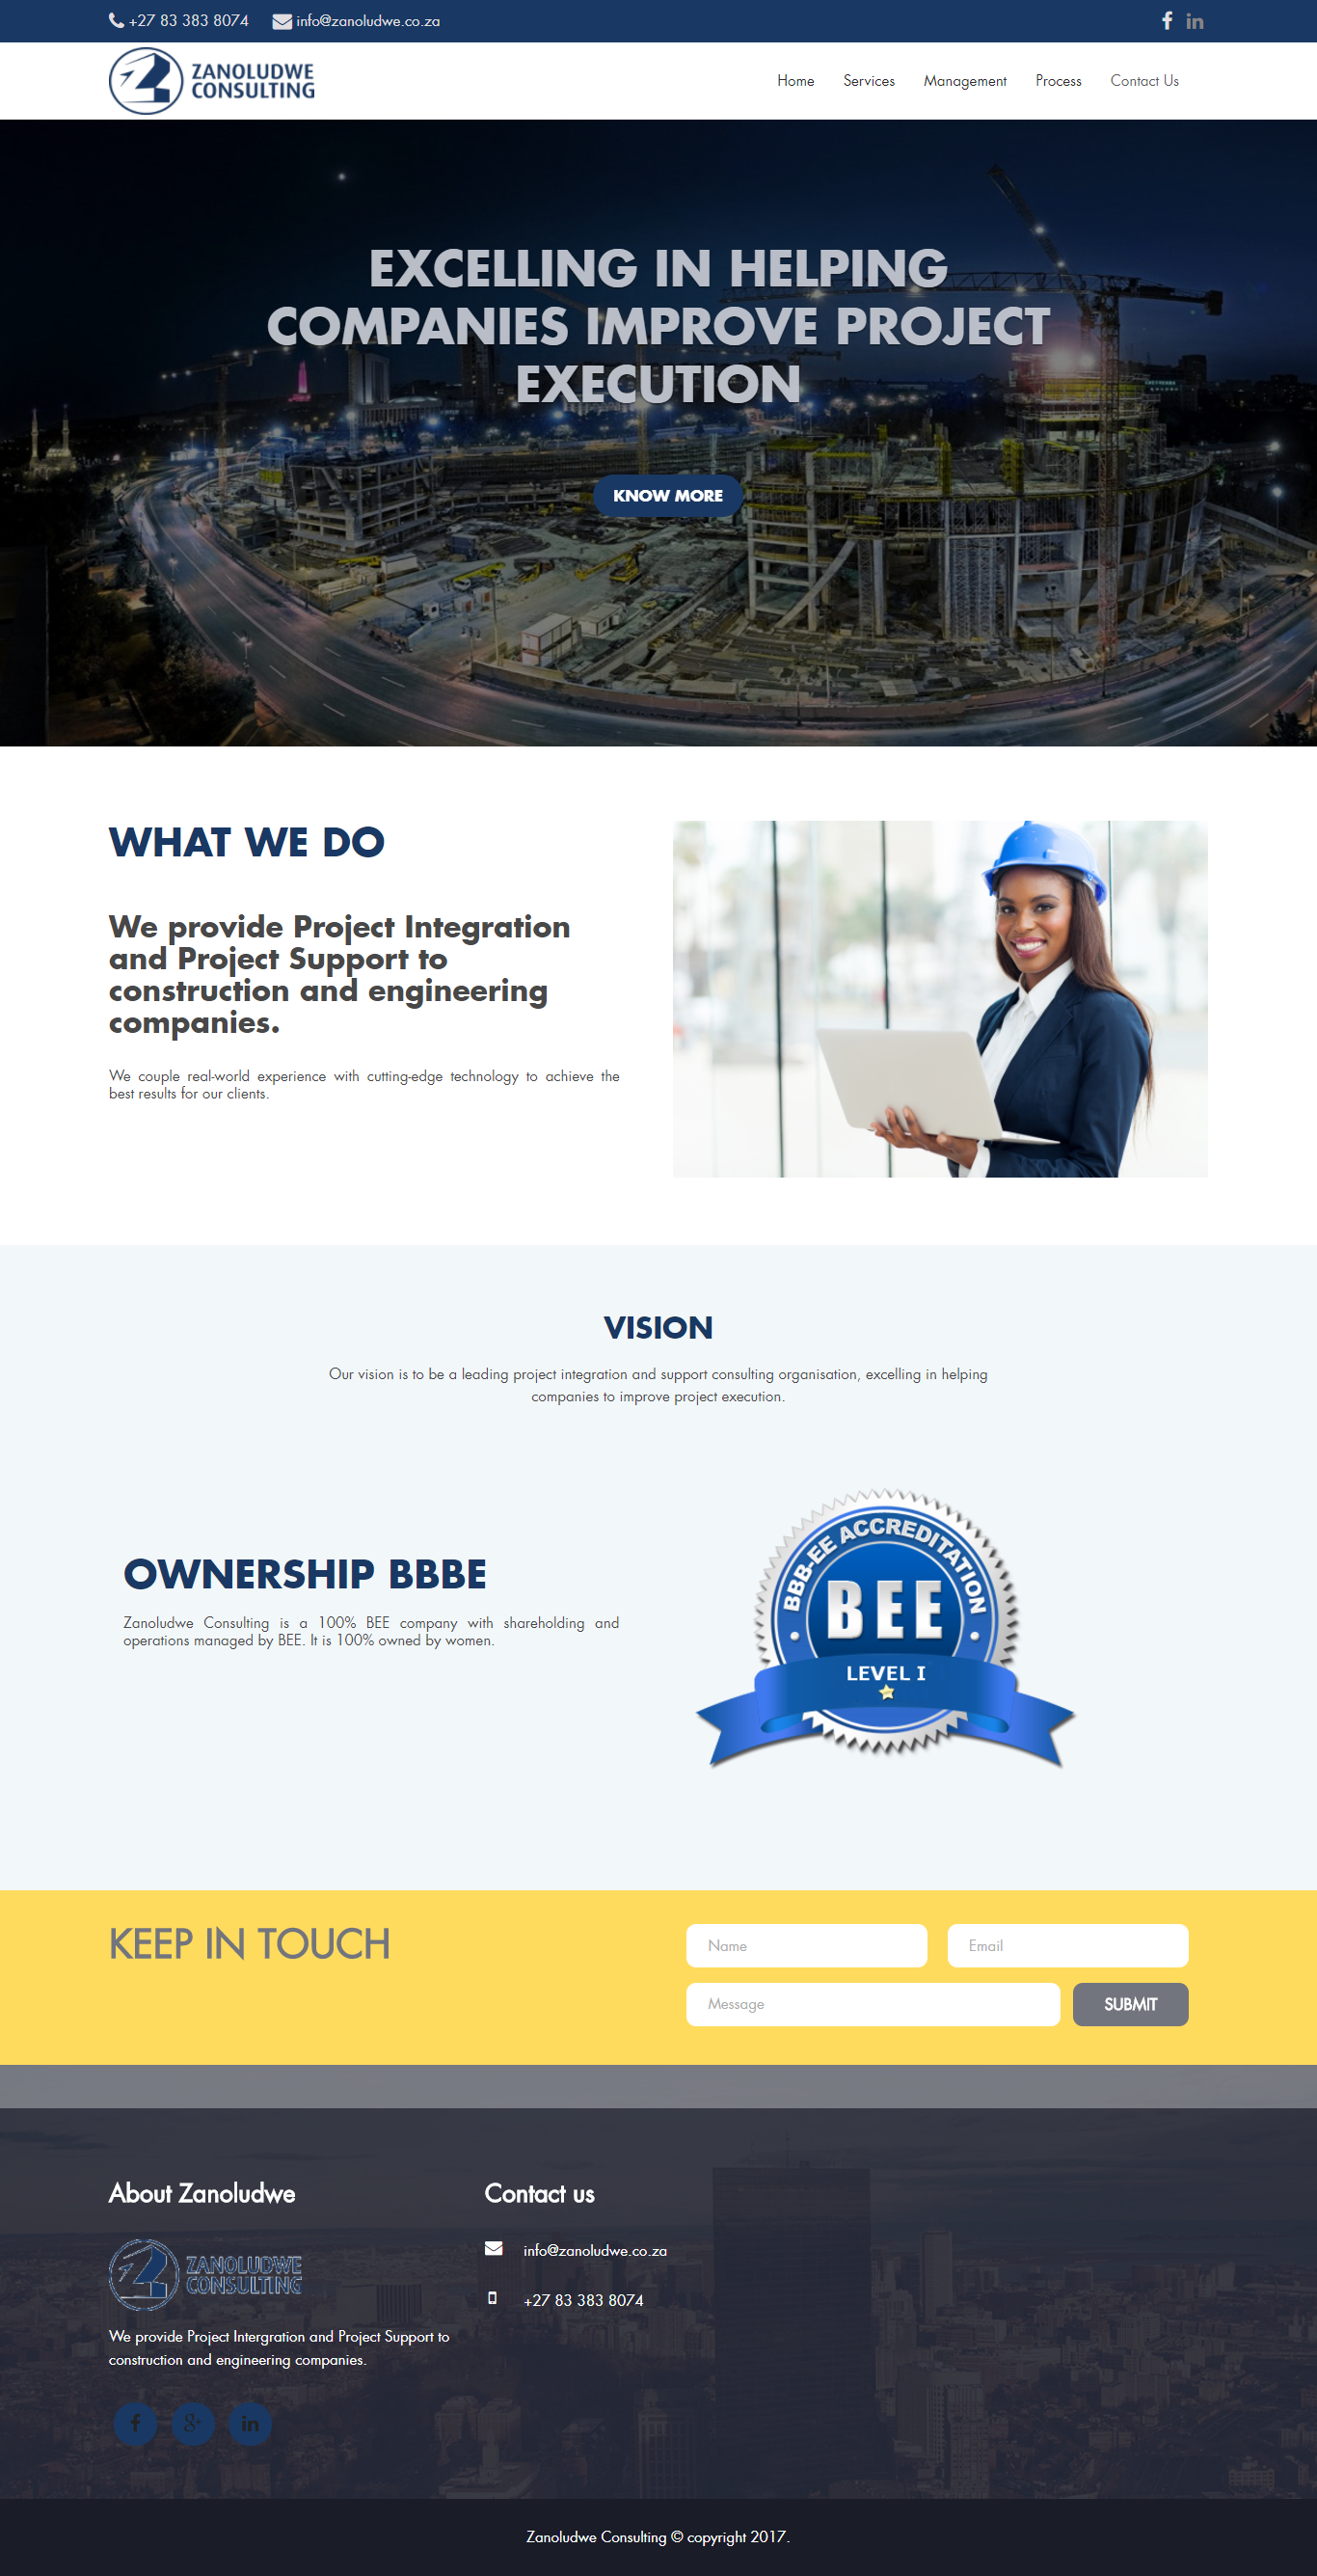 +27 83 383 8074 info@zanoludwe.co.za
ZANOLUDWE
CONSULTING
Home Services Management Process Contact Us
EXCELLING IN HELPING
COMPANIES IMPROVE PROJECT
EXECUTION
KNOW MORE
WHAT WE DO
We provide Project Integration
and Project Support to
construction and engineering
companies.
We couple real-world experience with cutting-edge technology to achieve the
best results for our clients.
VISION
Our vision is to be a leading project integration and support consulting organisation, excelling in helping
companies to improve project execution.
OWNERSHIP BBBE
Zanoludwe Consulting is a 100% BEE company with shareholding and
operations managed by BEE. It is 100% owned by women.
BBB-EE ACCREDITATION
BEE
LEVEL I
KEEP IN TOUCH
Name Email
Message SUBMIT
About Zanoludwe
ZANOLUDWE
CONSULTING
We provide Project Intergration and Project Support to
construction and engineering companies.
Contact us
info@zanoludwe.co.za
+27 83 383 8074
Zanoludwe Consulting © copyright 2017.